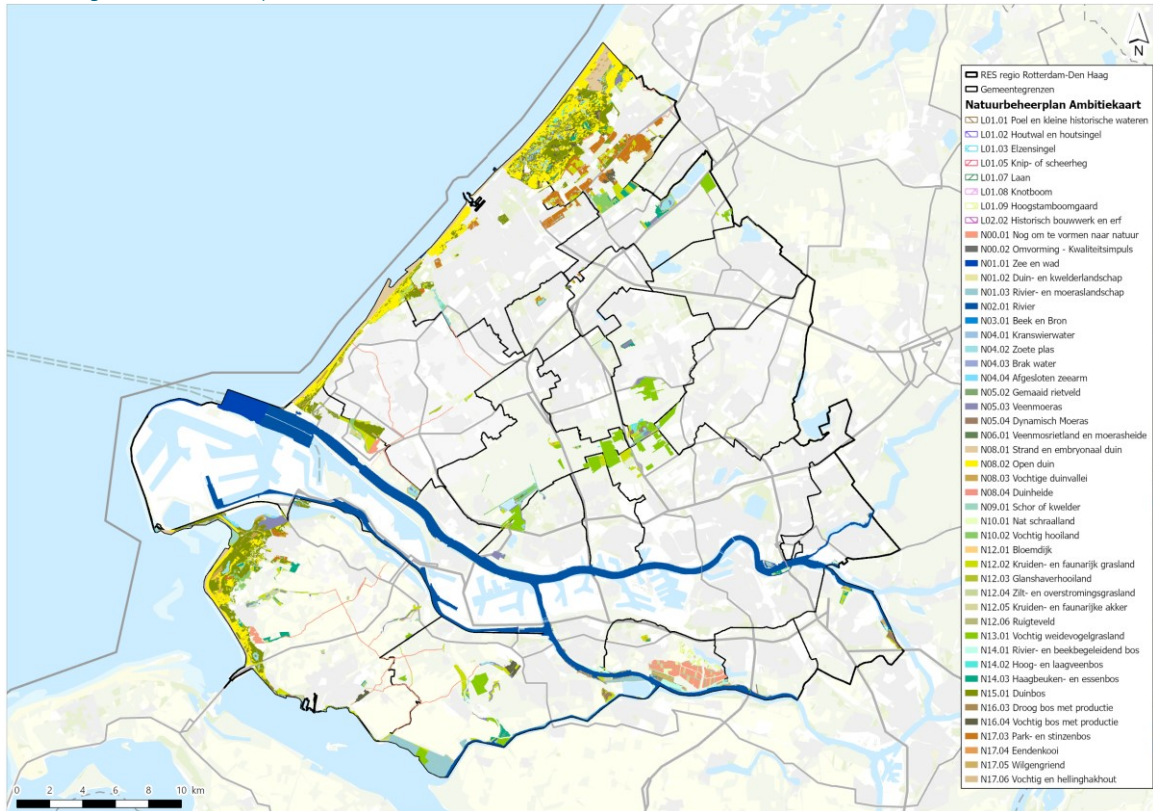 N
RES regio Rotterdam-Den Haag
Gemeentegrenzen
Natuurbeheerplan Ambitiekaart
L01.01 Poel en kleine historische wateren
L01.02 Houtwal en houtsingel
L01.03 Elzensingel
L01.05 Knip- of scheerheg
L01.07 Laan
L01.08 Knotboom
L01.09 Hoogstamboomgaard
L02.02 Historisch bouwwerk en erf
N00.01 Nog om te vormen naar natuur
N00.02 Omvorming - Kwaliteitsimpuls
N01.01 Zee en wad
N01.02 Duin- en kwelderlandschap
N01.03 Rivier- en moeraslandschap
N02.01 Rivier
N03.01 Beek en Bron
N04.01 Kranswierwater
N04.02 Zoete plas
N04.03 Brak water
N04.04 Afgesloten zeearm
N05.02 Gemaaid rietveld
N05.03 Veenmoeras
N05.04 Dynamisch Moeras
N06.01 Veenmosrietland en moerasheide
N08.01 Strand en embryonaal duin
N08.02 Open duin
N08.03 Vochtige duinvallei
N08.04 Duinheide
N09.01 Schor of kwelder
N10.01 Nat schraalland
N10.02 Vochtig hooiland
N12.01 Bloemdijk
N12.02 Kruiden- en faunarijk grasland
N12.03 Glanshaverhooiland
N12.04 Zilt- en overstromingsgrasland
N12.05 Kruiden- en faunarijke akker
N12.06 Ruigteveld
N13.01 Vochtig weidevogelgrasland
N14.01 Rivier- en beekbegeleidend bos
N14.02 Hoog- en laagveenbos
N14.03 Haagbeuken- en essenbos
N15.01 Duinbos
N16.03 Droog bos met productie
N16.04 Vochtig bos met productie
N17.03 Park- en stinzenbos
N17.04 Eendenkooi
N17.05 Wilgengriend
N17.06 Vochtig en hellinghakhout
0 2 4 6 8 10 km